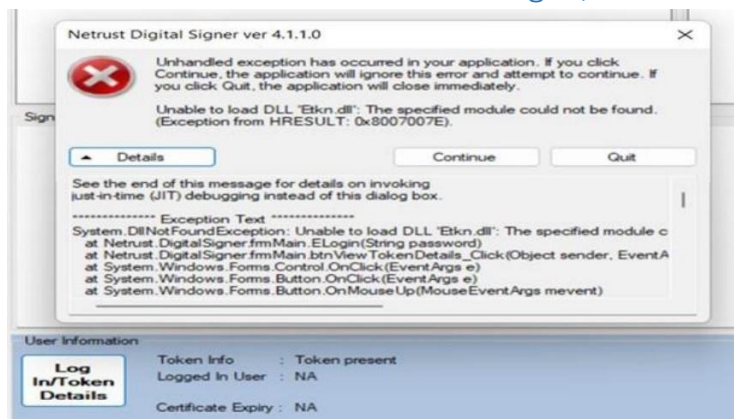 Netrust Digital Signer ver 4.1.1.0
Unhandled exception has occurred in your application. If you click
Continue, the application will ignore this error and attempt to continue. If
you click Quit, the application will close immediately.
Unable to load DLL 'Etkn.dll': The specified module could not be found.
(Exception from HRESULT: 0x8007007E).
Sign
Details
Continue
Quit
See the end of this message for details on invoking
just-in-time (JIT) debugging instead of this dialog box.
************** Exception Text **************
System.DllNotFoundException: Unable to load DLL 'Etkn.dll': The specified module c
at Netrust.DigitalSigner.frmMain.ELogin(String password)
at Netrust.DigitalSigner.frmMain.btnViewTokenDetails_Click(Object sender, EventA
at System.Windows.Forms.Control.OnClick(EventArgs e)
at System.Windows.Forms.Button.OnClick(EventArgs e)
at System.Windows.Forms.Button.OnMouseUp(MouseEventArgs mevent)
User Information
Log
In/Token
Details
Token Info : Token present
Logged In User : NA
Certificate Expiry : NA